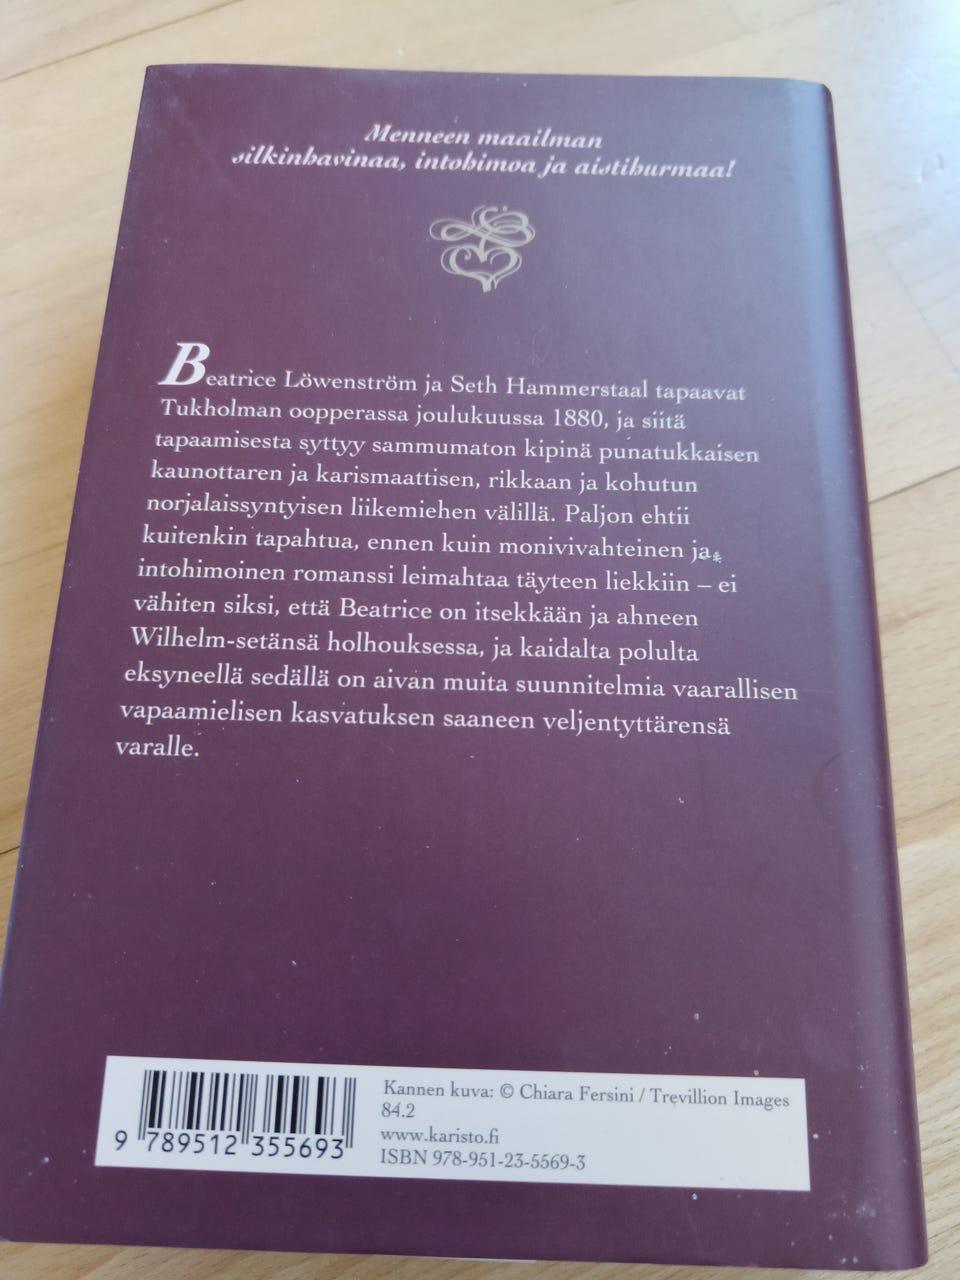 Menneen maailman
silkinhavinaa, intohimoa ja aistihurmaa!
Beatrice Löwenström ja Seth Hammerstaal tapaavat
Tukholman oopperassa joulukuussa 1880, ja siitä
tapaamisesta syttyy sammumaton kipinä punatukkaisen
kaunottaren ja karismaattisen, rikkaan ja kohutun
norjalaissyntyisen liikemiehen välillä. Paljon ehtii
kuitenkin tapahtua, ennen kuin monivivahteinen ja
intohimoinen romanssi leimahtaa täyteen liekkiin – ei
vähiten siksi, että Beatrice on itsekkään ja ahneen
Wilhelm-setänsä holhouksessa, ja kaidalta polulta
eksyneellä sedällä on aivan muita suunnitelmia vaarallisen
vapaamielisen kasvatuksen saaneen veljentyttärensä
varalle.
Kannen kuva: © Chiara Fersini / Trevillion Images
84.2
www.karisto.fi
ISBN 978-951-23-5569-3
9 789512 355693